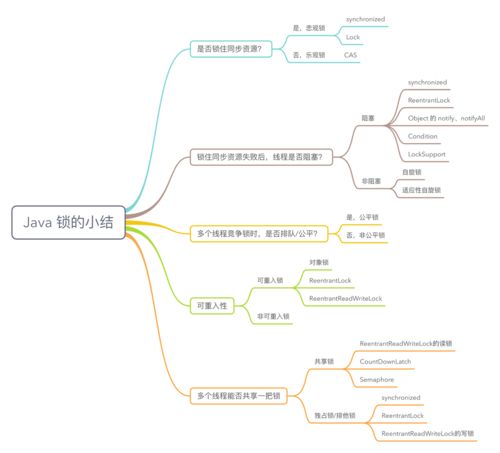 Java 锁的小结
是否锁住同步资源？
是，悲观锁
synchronized
Lock
否，乐观锁
CAS
锁住同步资源失败后，线程是否阻塞？
阻塞
synchronized
ReentrantLock
Object 的 notify、notifyAll
Condition
LockSupport
非阻塞
自旋锁
适应性自旋锁
多个线程竞争锁时，是否排队/公平？
是，公平锁
否，非公平锁
可重入性
可重入锁
对象锁
ReentrantLock
ReentrantReadWriteLock
非可重入锁
多个线程能否共享一把锁
共享锁
ReentrantReadWriteLock的读锁
CountDownLatch
Semaphore
独占锁/排他锁
synchronized
ReentrantLock
ReentrantReadWriteLock的写锁